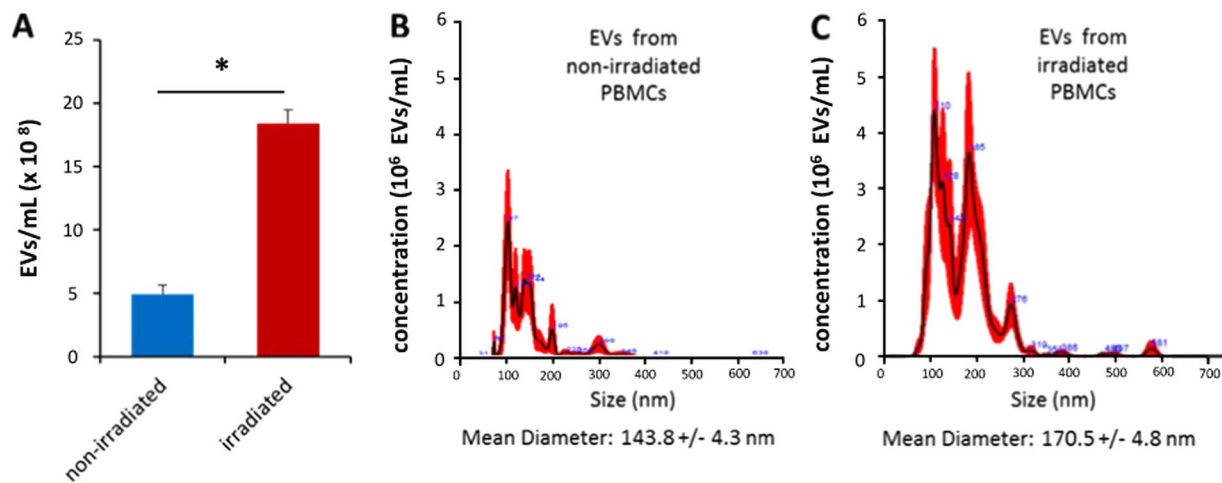 A
25
20
15
10
5
0
EVs/mL (x 10 8)
*
non-irradiated
irradiated
B
EVs from
non-irradiated
PBMCs
6
5
4
3
2
1
0
concentration (10⁶ EVs/mL)
0 100 200 300 400 500 600 700
Size (nm)
Mean Diameter: 143.8 +/- 4.3 nm
C
EVs from
irradiated
PBMCs
6
5
4
3
2
1
0
concentration (10⁶ EVs/mL)
276
0 100 200 300 400 500 600 700
Size (nm)
Mean Diameter: 170.5 +/- 4.8 nm